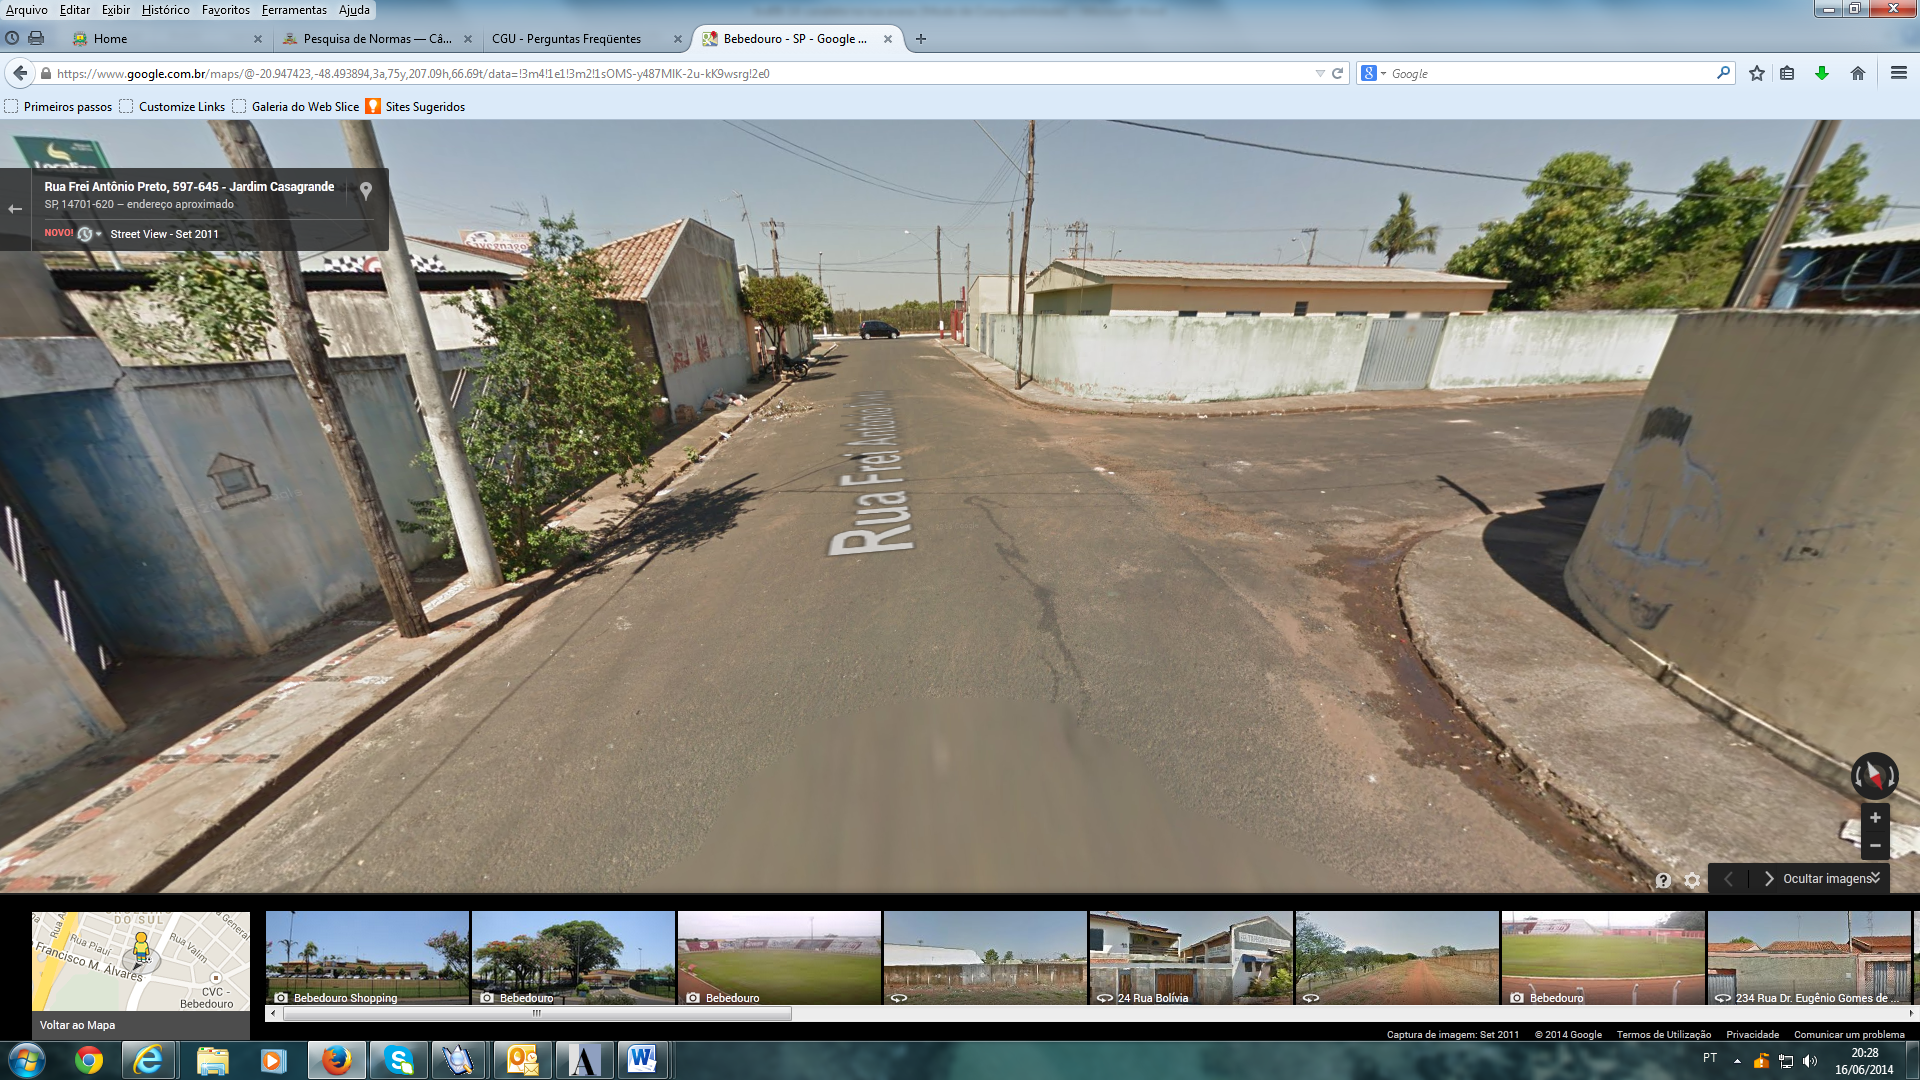 Arquivo Editar Exibir Histórico Favoritos Ferramentas Ajuda
Home
Pesquisa de Normas — Câ...
CGU - Perguntas Freqüentes
Bebedouro - SP - Google ...
https://www.google.com.br/maps/@-20.947423,-48.493894,3a,75y,207.09h,66.69t/data=!3m4!1e1!3m2!1sOMS-y487MIK-2u-kK9wsrg!2e0
Google
Primeiros passos Customize Links Galeria do Web Slice Sites Sugeridos
Rua Frei Antônio Preto, 597-645 - Jardim Casagrande
SP, 14701-620 – endereço aproximado
NOVO! Street View - Set 2011
Rua Frei Antônio
Ocultar imagens
DO SUL
Rua Piauí
Rua Valim
Francisco M. Álvares
CVC -
Bebedouro
Voltar ao Mapa
Bebedouro Shopping
Bebedouro
Bebedouro
24 Rua Bolívia
Bebedouro
234 Rua Dr. Eugênio Gomes de ...
Captura de imagem: Set 2011 © 2014 Google Termos de Utilização Privacidade Comunicar um problema
PT
20:28
16/06/2014